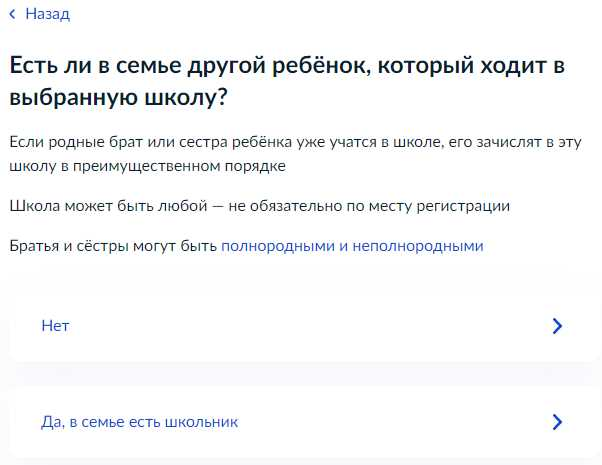 Назад
Есть ли в семье другой ребёнок, который ходит в
выбранную школу?
Если родные брат или сестра ребёнка уже учатся в школе, его зачислят в эту
школу в преимущественном порядке
Школа может быть любой — не обязательно по месту регистрации
Братья и сёстры могут быть полнородными и неполнородными
Нет
Да, в семье есть школьник